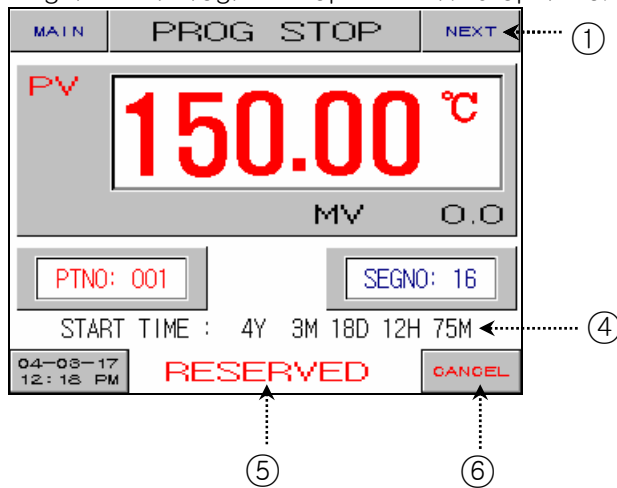 MAIN PROG STOP NEXT ①
PV 150.00 ℃
MV 0.0
PTNO: 001 SEGNO: 16
START TIME : 4Y 3M 18D 12H 75M ④
04-03-17
12:18 PM RESERVED CANCEL
⑤ ⑥